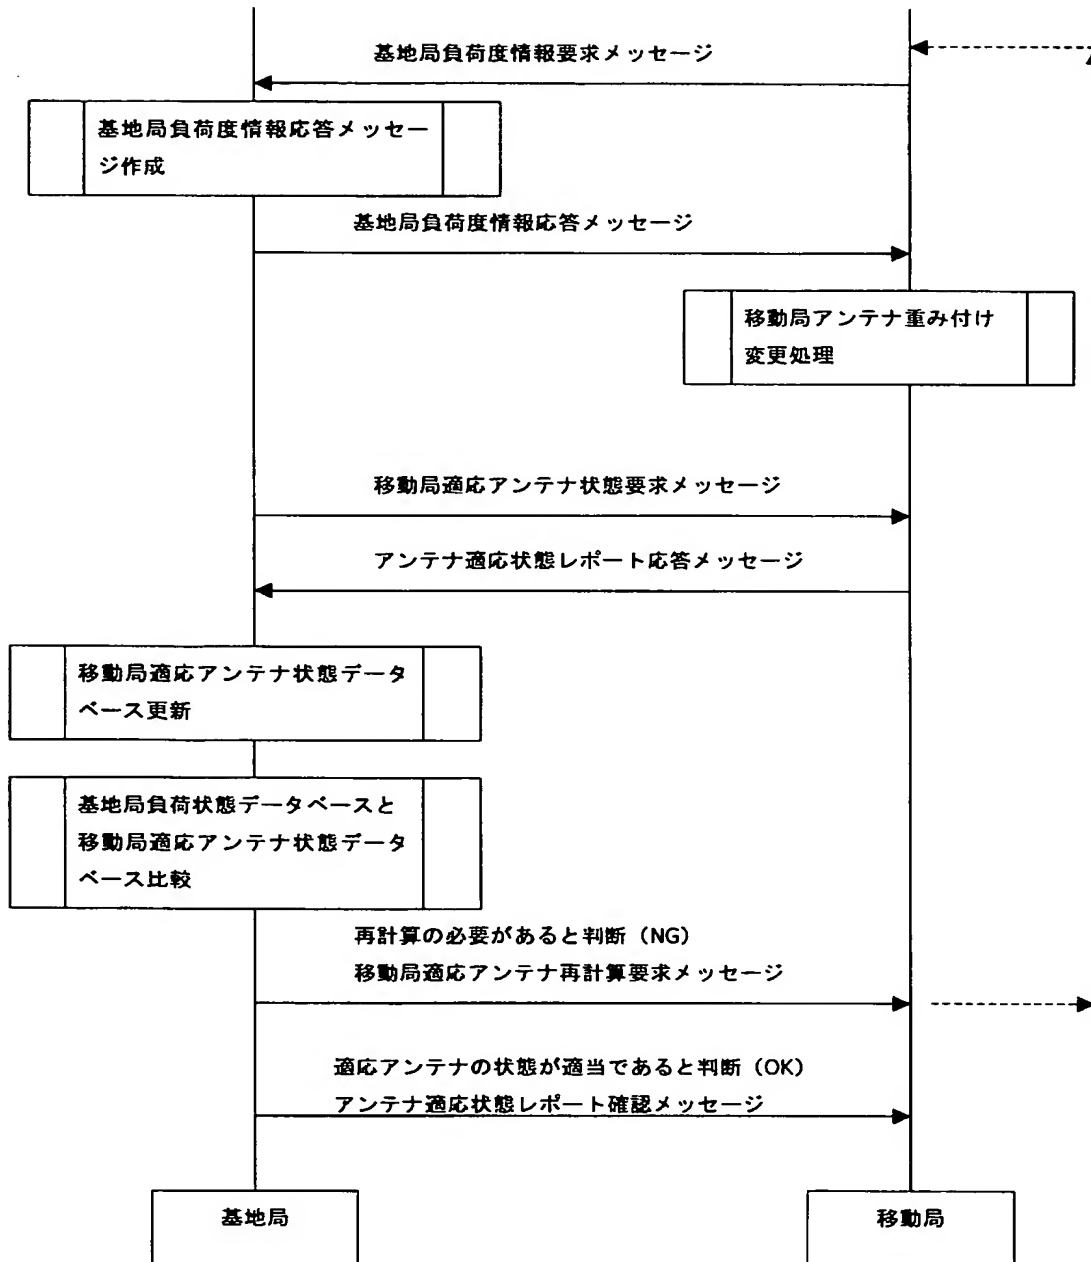 基地局負荷度情報要求メッセージ
基地局負荷度情報応答メッセー
ジ作成
基地局負荷度情報応答メッセージ
移動局アンテナ重み付け
変更処理
移動局適応アンテナ状態要求メッセージ
アンテナ適応状態レポート応答メッセージ
移動局適応アンテナ状態データ
ベース更新
基地局負荷状態データベースと
移動局適応アンテナ状態データ
ベース比較
再計算の必要があると判断（NG）
移動局適応アンテナ再計算要求メッセージ
適応アンテナの状態が適当であると判断（OK）
アンテナ適応状態レポート確認メッセージ
基地局
移動局